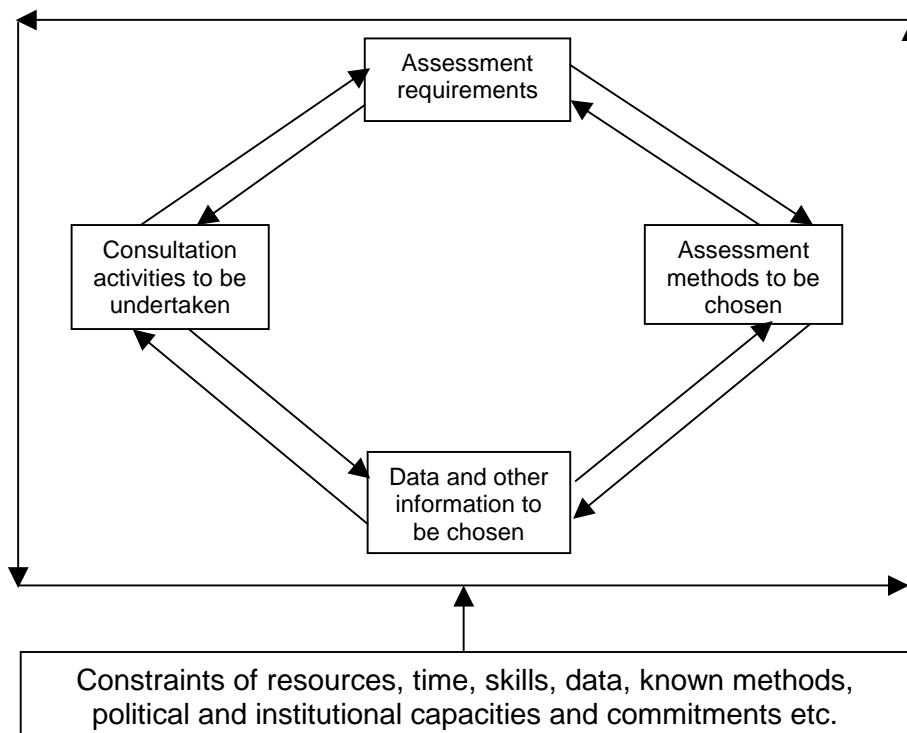 Assessment
requirements
Consultation
activities to be
undertaken
Assessment
methods to be
chosen
Data and other
information to
be chosen
Constraints of resources, time, skills, data, known methods,
political and institutional capacities and commitments etc.